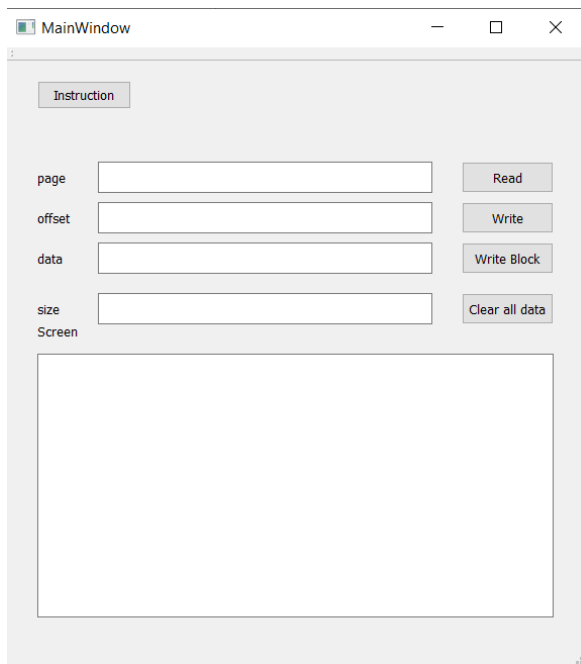 MainWindow
Instruction
page
Read
offset
Write
data
Write Block
size
Clear all data
Screen